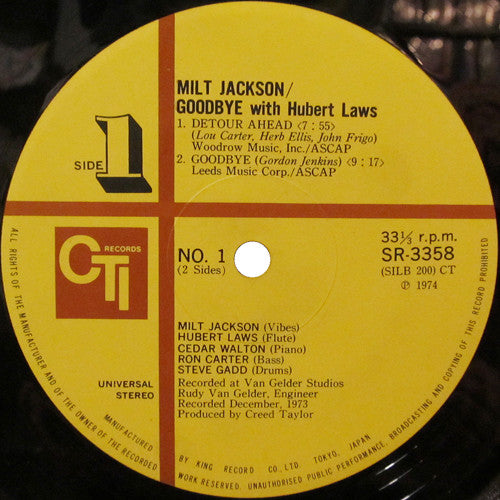 MILT JACKSON/
GOODBYE with Hubert Laws
1. DETOUR AHEAD <7:55>
(Lou Carter, Herb Ellis, John Frigo)
Woodrow Music, Inc./ASCAP
2. GOODBYE (Gordon Jenkins) <9:17>
Leeds Music Corp./ASCAP
SIDE 1
RECORDS
CTI
NO. 1
(2 Sides)
33⅓ r.p.m.
SR-3358
(SILB 200) CT
Ⓟ 1974
MILT JACKSON (Vibes)
HUBERT LAWS (Flute)
CEDAR WALTON (Piano)
RON CARTER (Bass)
STEVE GADD (Drums)
Recorded at Van Gelder Studios
Rudy Van Gelder, Engineer
Recorded December, 1973
Produced by Creed Taylor
UNIVERSAL
STEREO
MANUFACTURED
BY KING RECORD CO., LTD. TOKYO, JAPAN
ALL RIGHTS OF THE MANUFACTURER AND OF THE OWNER OF THE RECORDED
WORK RESERVED. UNAUTHORISED PUBLIC PERFORMANCE, BROADCASTING AND COPYING OF THIS RECORD PROHIBITED